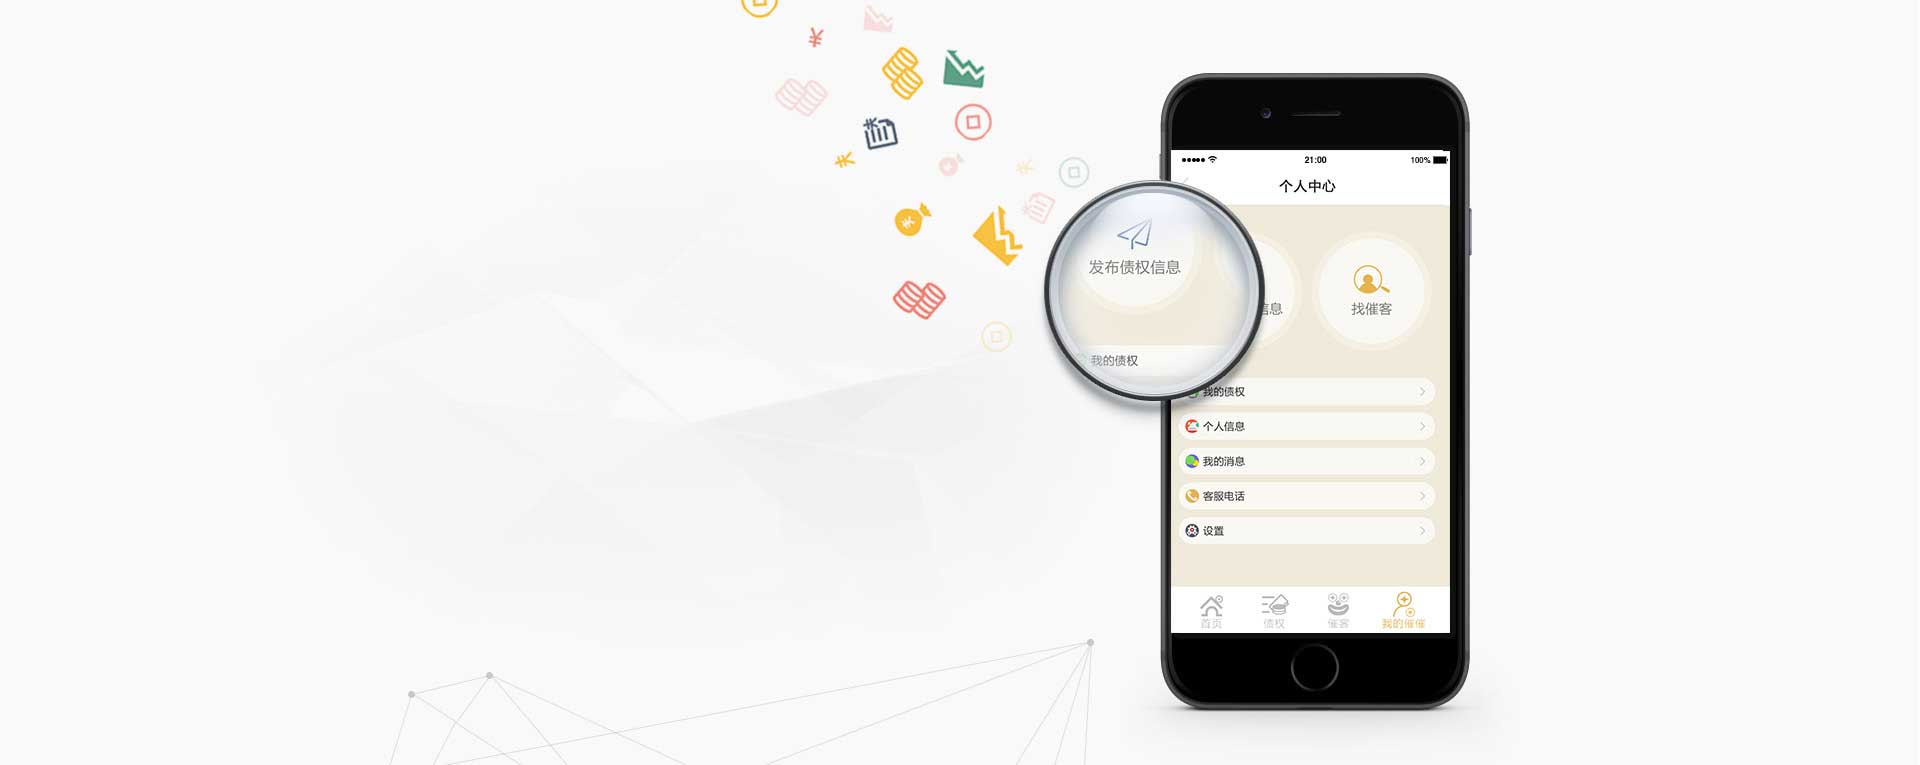 21:00
100%
个人中心
发布债权信息
信息
找催客
我的债权
我的债权
个人信息
我的消息
客服电话
设置
首页
债权
催客
我的催催